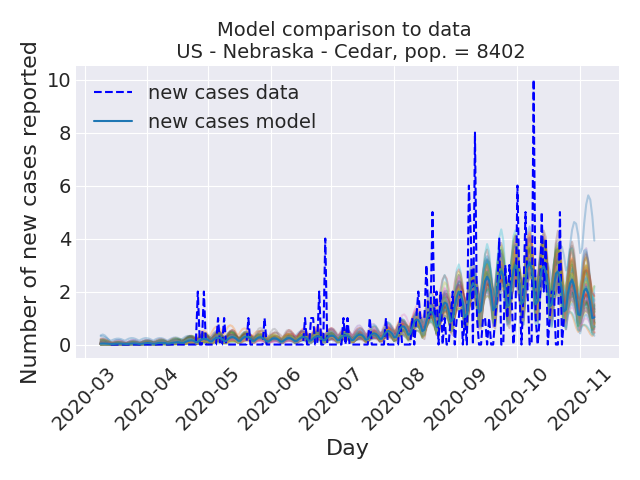 Model comparison to data
US - Nebraska - Cedar, pop. = 8402
Number of new cases reported
10
8
6
4
2
0
new cases data
new cases model
2020-03
2020-04
2020-05
2020-06
2020-07
2020-08
2020-09
2020-10
2020-11
Day